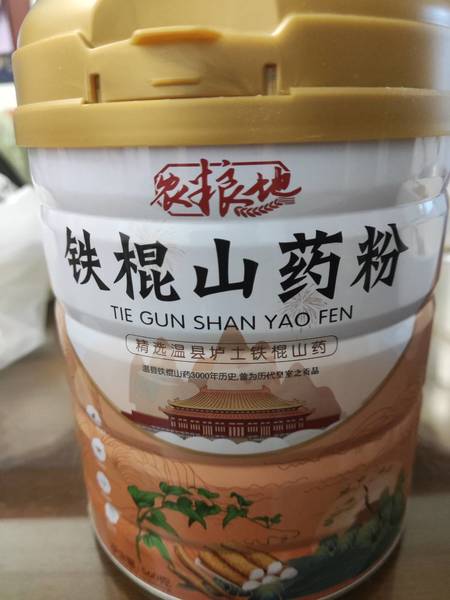 农粮地
铁棍山药粉
TIE GUN SHAN YAO FEN
精选温县垆土铁棍山药
温县铁棍山药3000年历史,曾为历代皇室之贡品